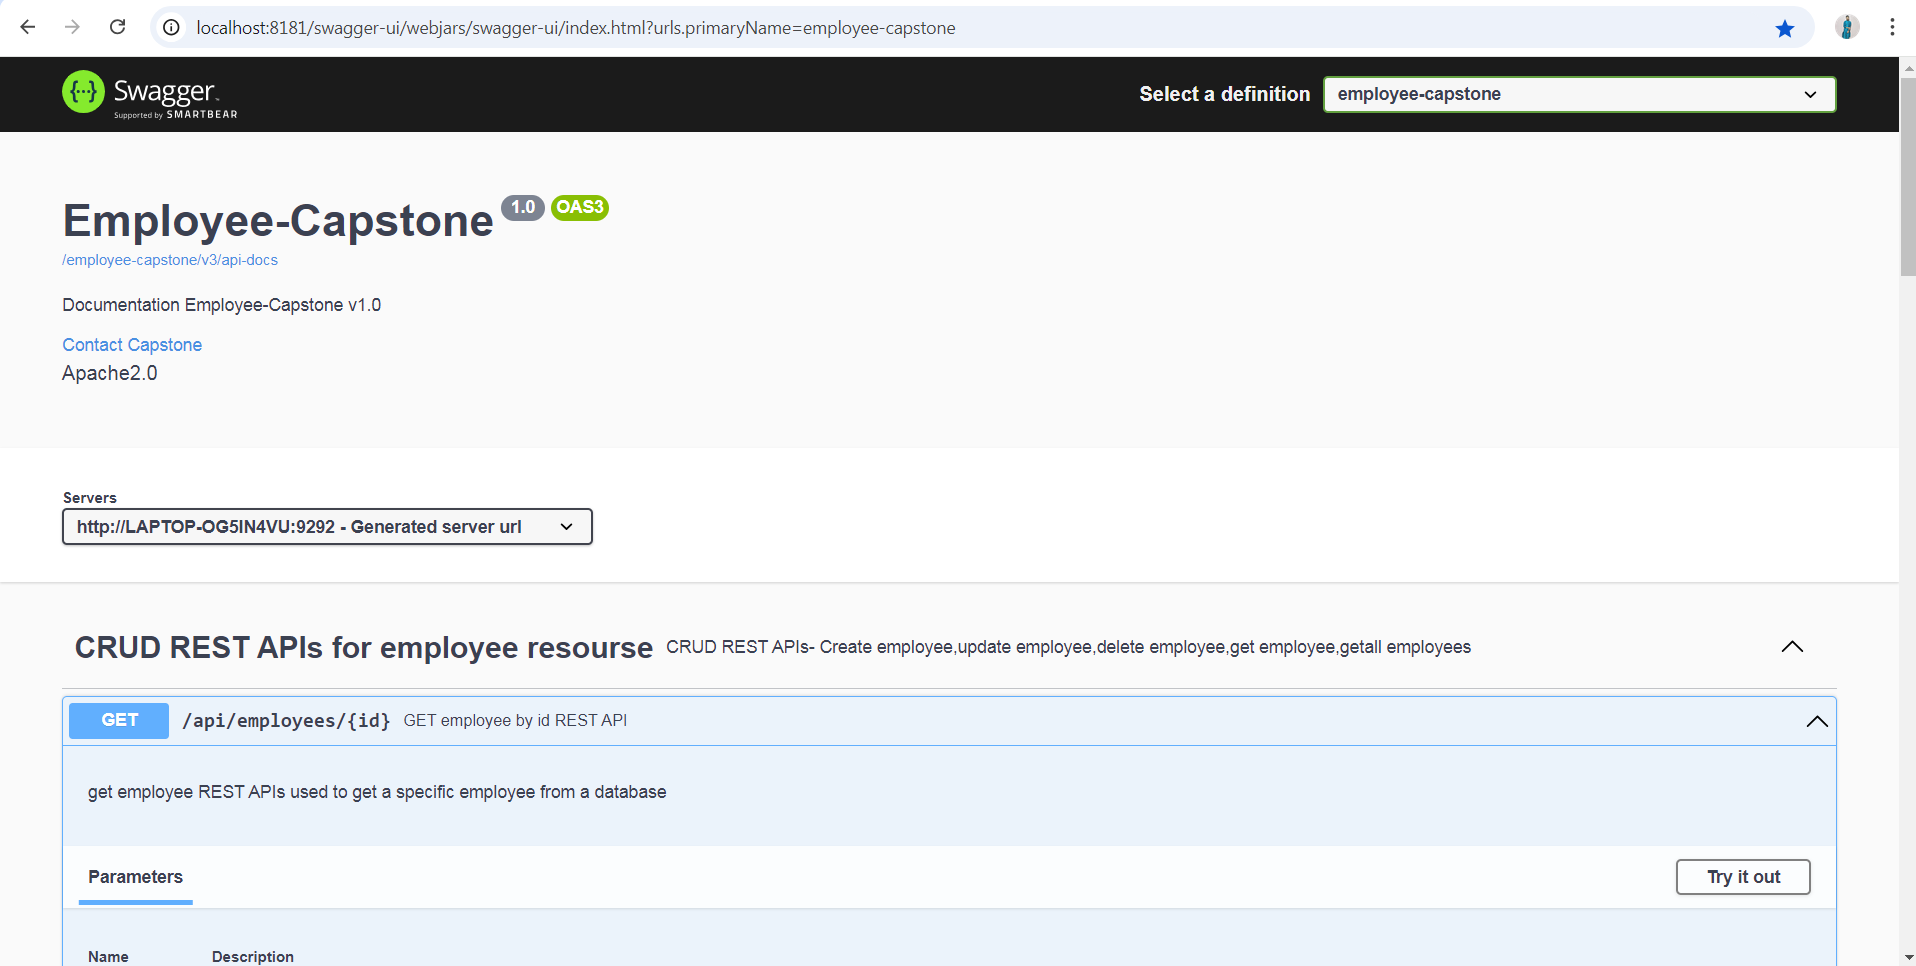 localhost:8181/swagger-ui/webjars/swagger-ui/index.html?urls.primaryName=employee-capstone
{···} Swagger
Supported by SMARTBEAR
Select a definition employee-capstone
Employee-Capstone 1.0 OAS3
/employee-capstone/v3/api-docs
Documentation Employee-Capstone v1.0
Contact Capstone
Apache2.0
Servers
http://LAPTOP-OG5IN4VU:9292 - Generated server url
CRUD REST APIs for employee resourse CRUD REST APIs- Create employee,update employee,delete employee,get employee,getall employees
GET /api/employees/{id} GET employee by id REST API
get employee REST APIs used to get a specific employee from a database
Parameters Try it out
Name Description